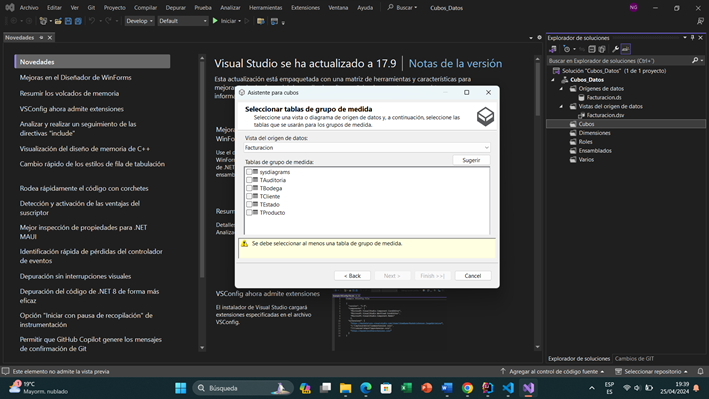 Archivo Editar Ver Git Proyecto Compilar Depurar Prueba Analizar Herramientas Extensiones Ventana Ayuda Buscar Cubos_Datos NG
Develop Default Iniciar
Novedades
Novedades
Mejoras en el Diseñador de WinForms
Resumir los volcados de memoria
VSConfig ahora admite extensiones
Analizar y realizar un seguimiento de las
directivas "include"
Visualización del diseño de memoria de C++
Cambio rápido de los estilos de fila de tabulación
Rodea rápidamente el código con corchetes
Detección y activación de las ventajas del
suscriptor
Mejor inspección de propiedades para .NET
MAUI
Identificación rápida de pérdidas del controlador
de eventos
Depuración sin interrupciones visuales
Depuración del código de .NET 8 de forma más
eficaz
Opción "Iniciar con pausa de recopilación" de
instrumentación
Permitir que GitHub Copilot genere los mensajes
de confirmación de Git
Visual Studio se ha actualizado a 17.9 Notas de la versión
Esta actualización está empaquetada con una matriz de herramientas y características para
VSConfig ahora admite extensiones
El instalador de Visual Studio cargará
extensiones especificadas en el archivo
VSConfig.
Asistente para cubos
Seleccionar tablas de grupo de medida
Seleccione una vista o diagrama de origen de datos y, a continuación, seleccione las
tablas que se usarán para los grupos de medida.
Vista del origen de datos:
Facturacion
Tablas de grupo de medida:
Sugerir
sysdiagrams
TAuditoria
TBodega
TCliente
TEstado
TProducto
Se debe seleccionar al menos una tabla de grupo de medida.
< Back Next > Finish >>| Cancel
Explorador de soluciones
Buscar en Explorador de soluciones (Ctrl+')
Solución "Cubos_Datos" (1 de 1 proyecto)
Cubos_Datos
Orígenes de datos
Facturacion.ds
Vistas del origen de datos
Facturacion.dsv
Cubos
Dimensiones
Roles
Ensamblados
Varios
Explorador de soluciones Cambios de GIT
Este elemento no admite la vista previa
Agregar al control de código fuente
Seleccionar repositorio
19°C
Mayorm. nublado
Búsqueda
ESP
ES
19:39
25/04/2024